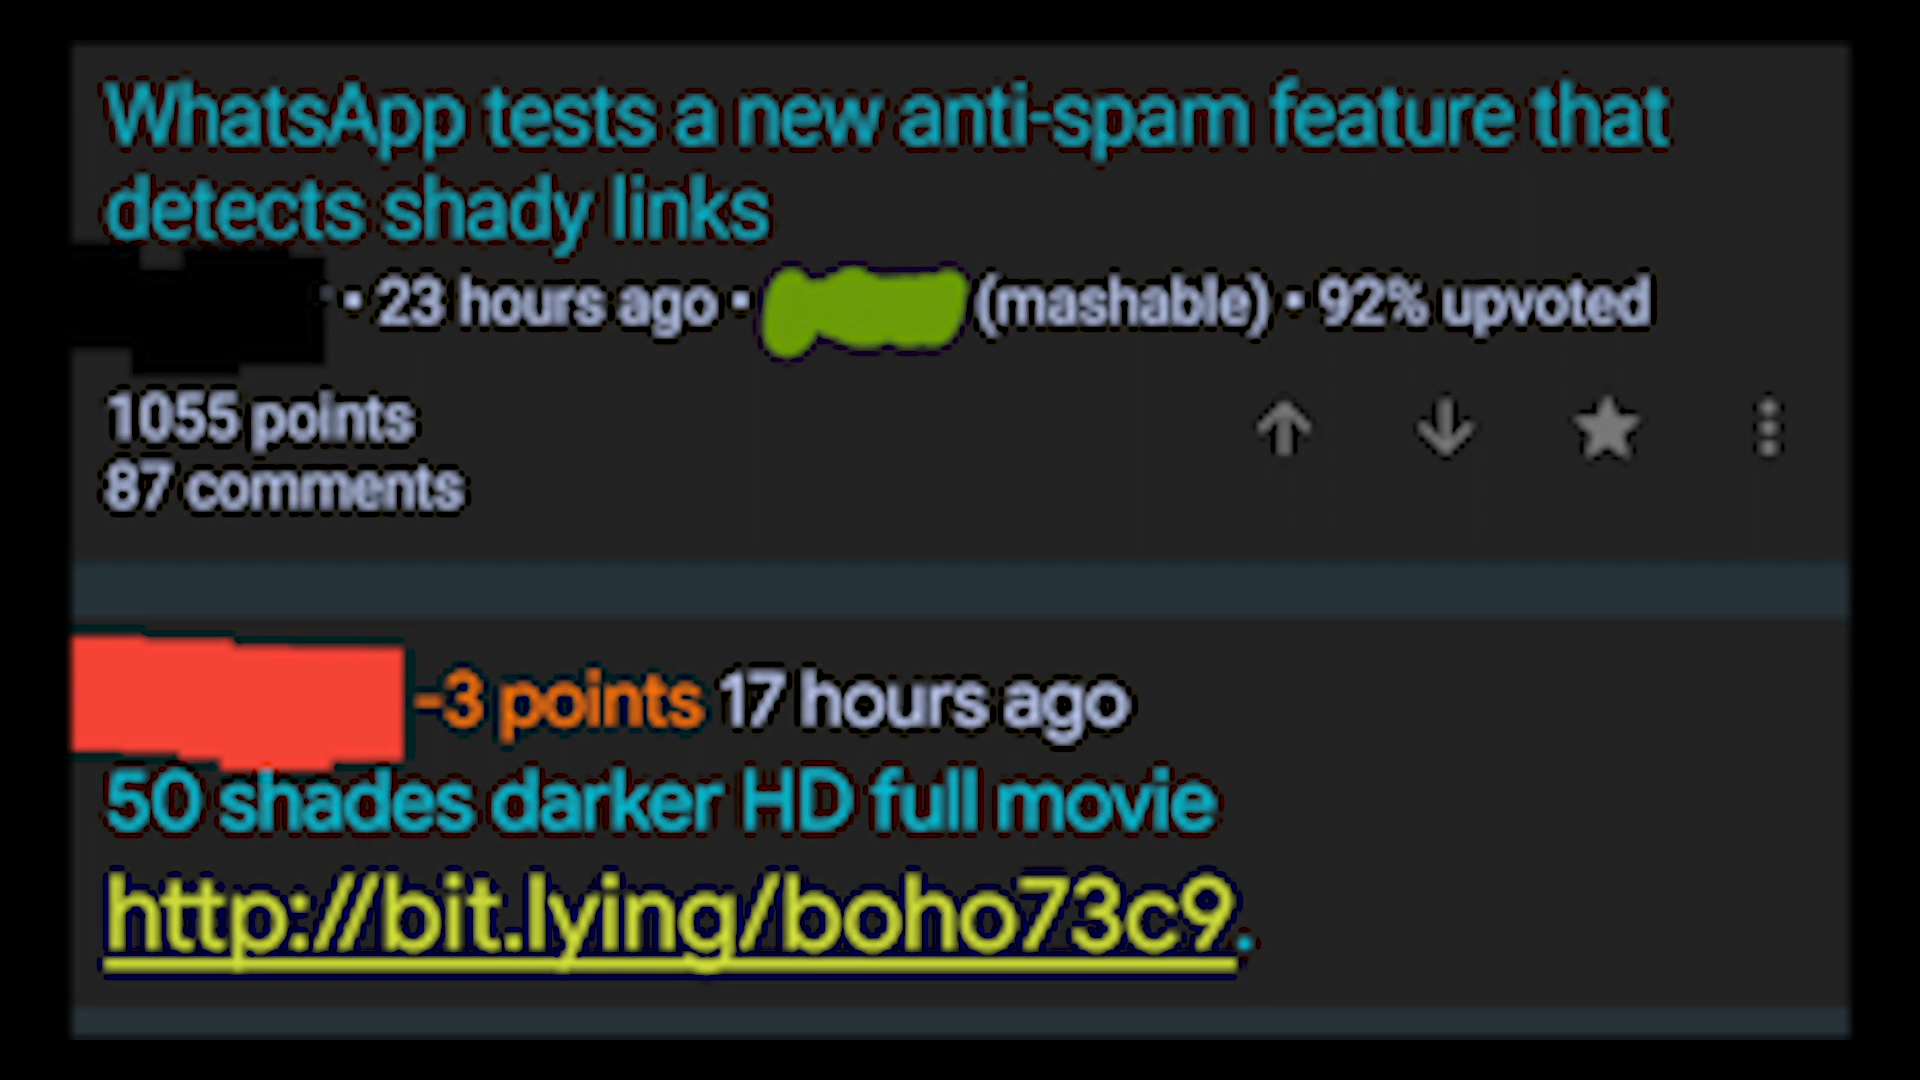 WhatsApp tests a new anti-spam feature that
detects shady links
• 23 hours ago • (mashable) • 92% upvoted
1055 points
87 comments
-3 points 17 hours ago
50 shades darker HD full movie
http://bit.lying/boho73c9.